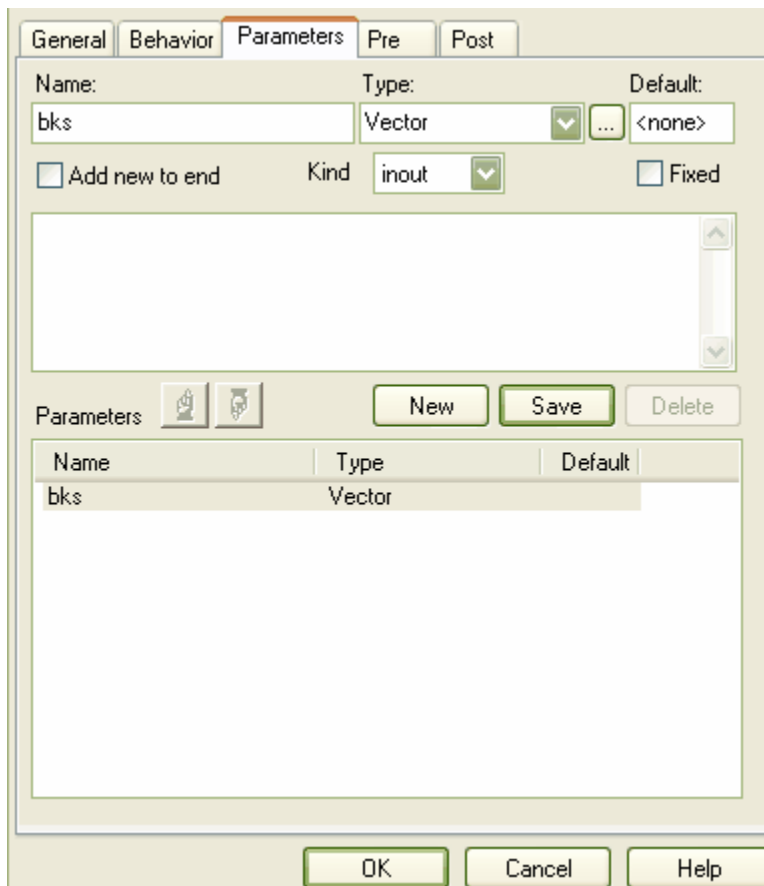 General Behavior Parameters Pre Post
Name: Type: Default:
bks Vector ... <none>
Add new to end Kind inout Fixed
Parameters New Save Delete
Name Type Default
bks Vector
OK Cancel Help